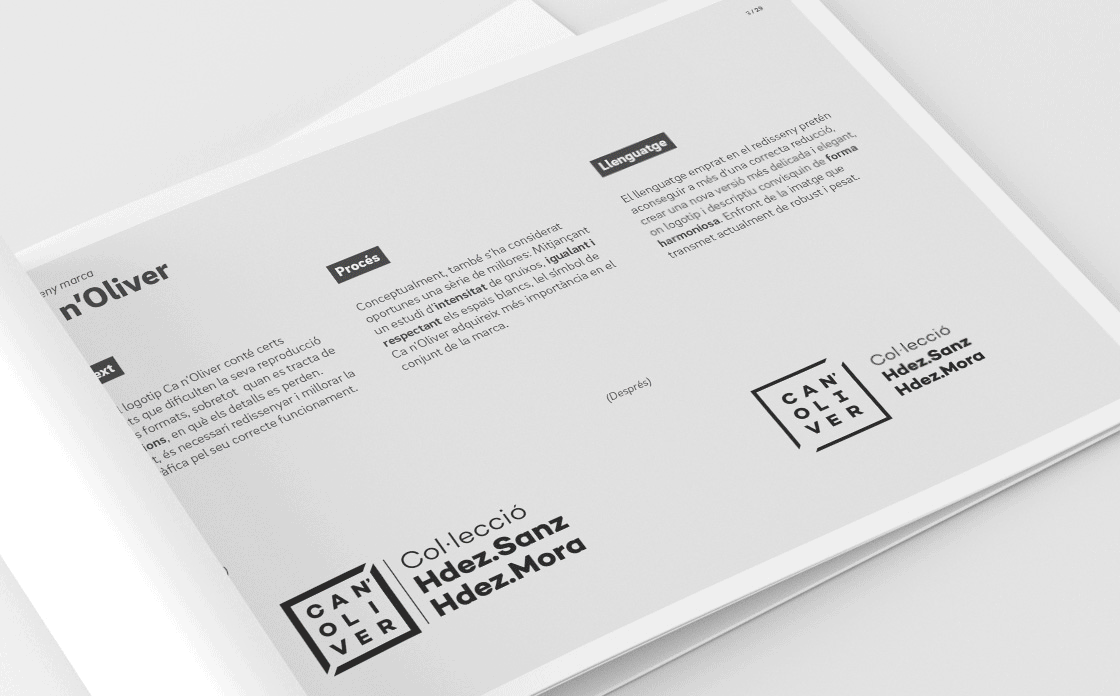 3 / 29
eny marca
n'Oliver
ext
logotip Ca n'Oliver conté certs
ts que dificulten la seva reproducció
s formats, sobretot quan es tracta de
ions, en què els detalls es perden.
t, és necessari redissenyar i millorar la
àfica pel seu correcte funcionament.
Procés
Conceptualment, també s'ha considerat
oportunes una sèrie de millores: Mitjançant
un estudi d'intensitat de gruixos, igualant i
respectant els espais blancs, lel símbol de
Ca n'Oliver adquireix més importància en el
conjunt de la marca.
Llenguatge
El llenguatge emprat en el redisseny pretén
aconseguir a més d'una correcta reducció,
crear una nova versió més delicada i elegant,
on logotip i descriptiu convisquin de forma
harmoniosa. Enfront de la imatge que
transmet actualment de robust i pesat.
)
CAN'
OLI
VER
Col·lecció
Hdez.Sanz
Hdez.Mora
(Després)
CAN'
OLI
VER
Col·lecció
Hdez.Sanz
Hdez.Mora